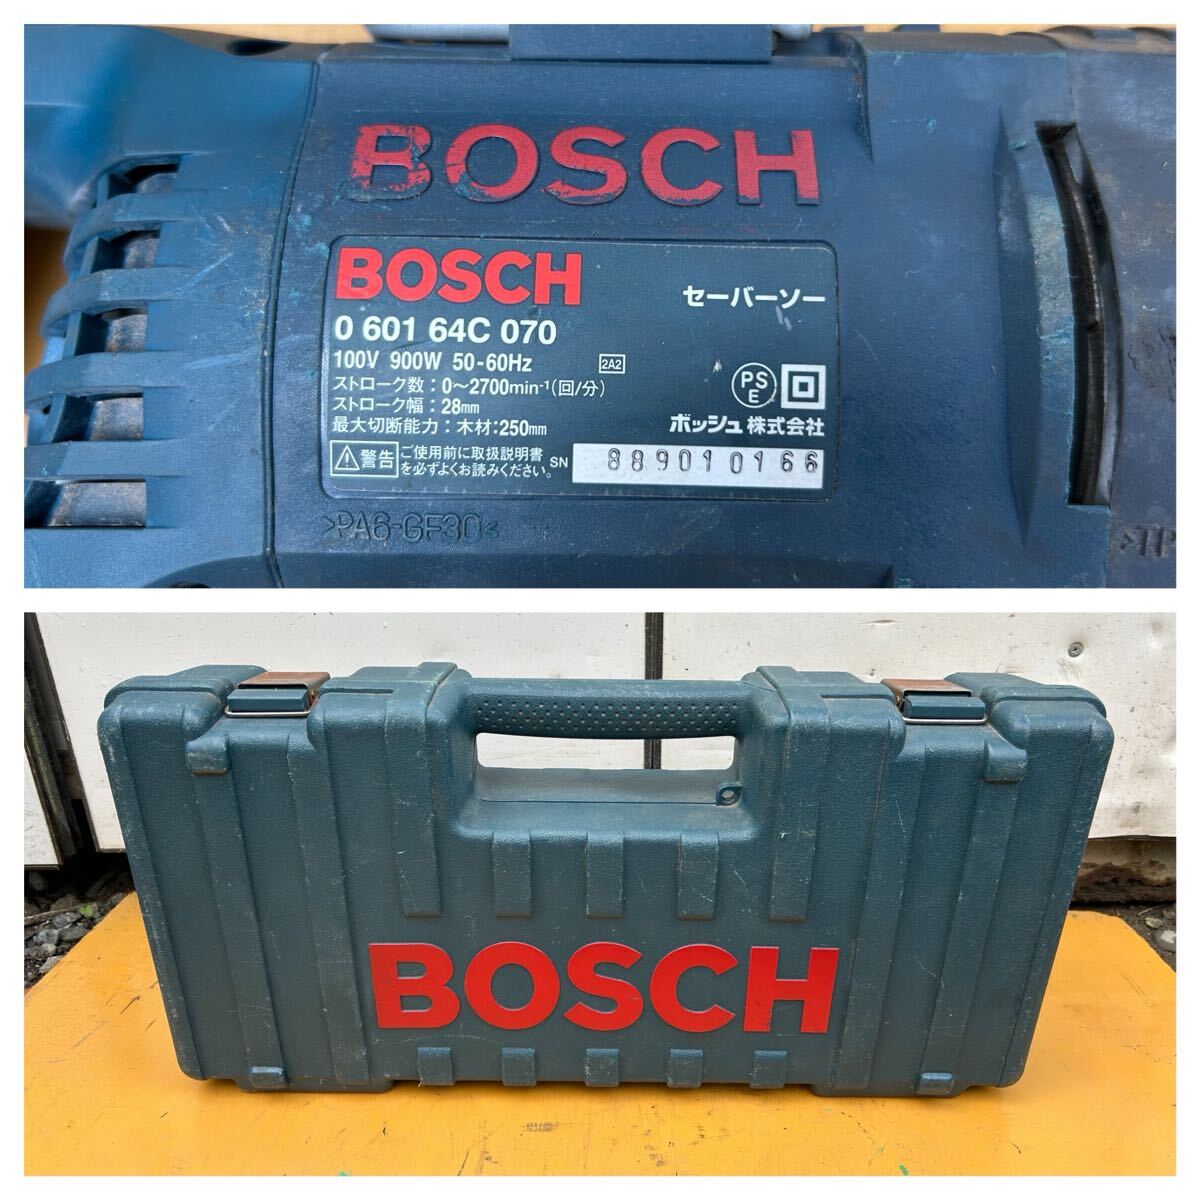 BOSCH
BOSCH
セーバーソー
0 601 64C 070
100V 900W 50-60Hz
2A2
ストローク数：0～2700min⁻¹(回/分)
ストローク幅：28mm
最大切断能力：木材：250mm
PS
E
ボッシュ株式会社
警告 ご使用前に取扱説明書
を必ずよくお読みください。
SN 889010166
>PA6-GF30<
>TP
BOSCH